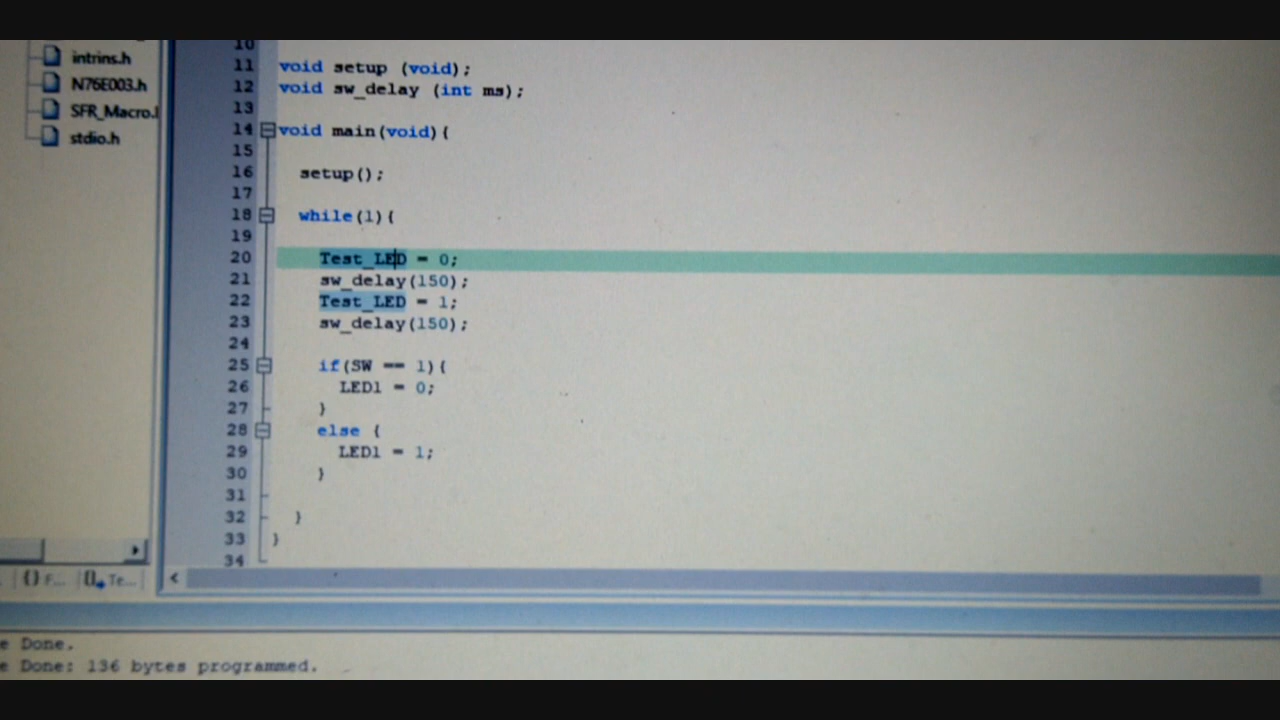 intrins.h
N76E003.h
SFR_Macro.
stdio.h
10
11 void setup (void);
12 void sw_delay (int ms);
13
14 void main(void){
15
16 setup();
17
18 while(1){
19
20 Test_LED = 0;
21 sw_delay(150);
22 Test_LED = 1;
23 sw_delay(150);
24
25 if(SW == 1){
26 LED1 = 0;
27 }
28 else {
29 LED1 = 1;
30 }
31
32 }
33 }
34
{} F... Te...
e Done.
e Done: 136 bytes programmed.